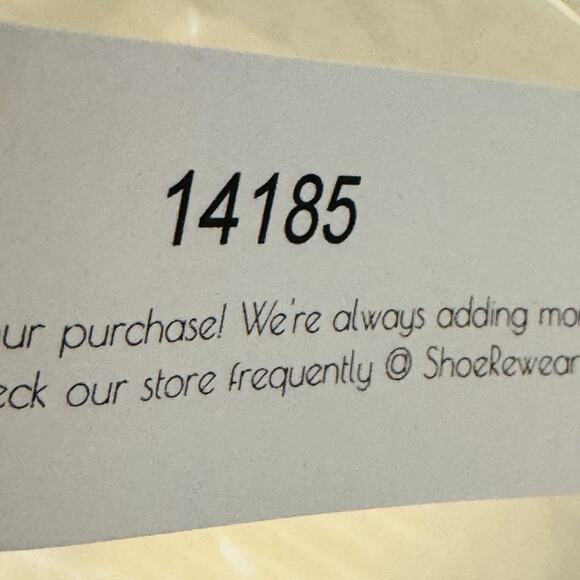 14185
ur purchase! We're always adding mo
eck our store frequently @ ShoeRewear